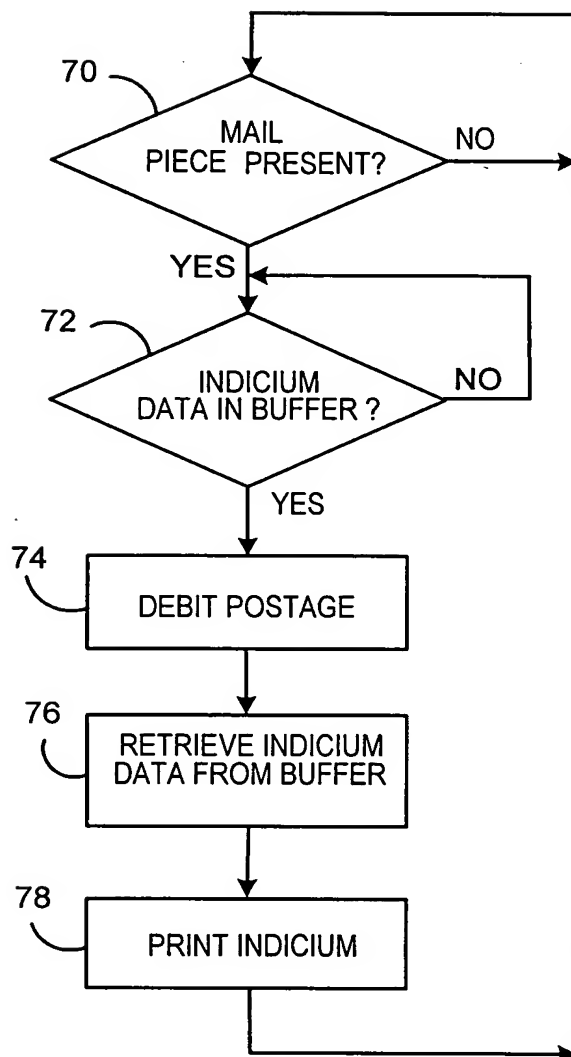 70
MAIL
PIECE PRESENT?
NO
YES
72
INDICIUM
DATA IN BUFFER ?
NO
YES
74
DEBIT POSTAGE
76
RETRIEVE INDICIUM
DATA FROM BUFFER
78
PRINT INDICIUM